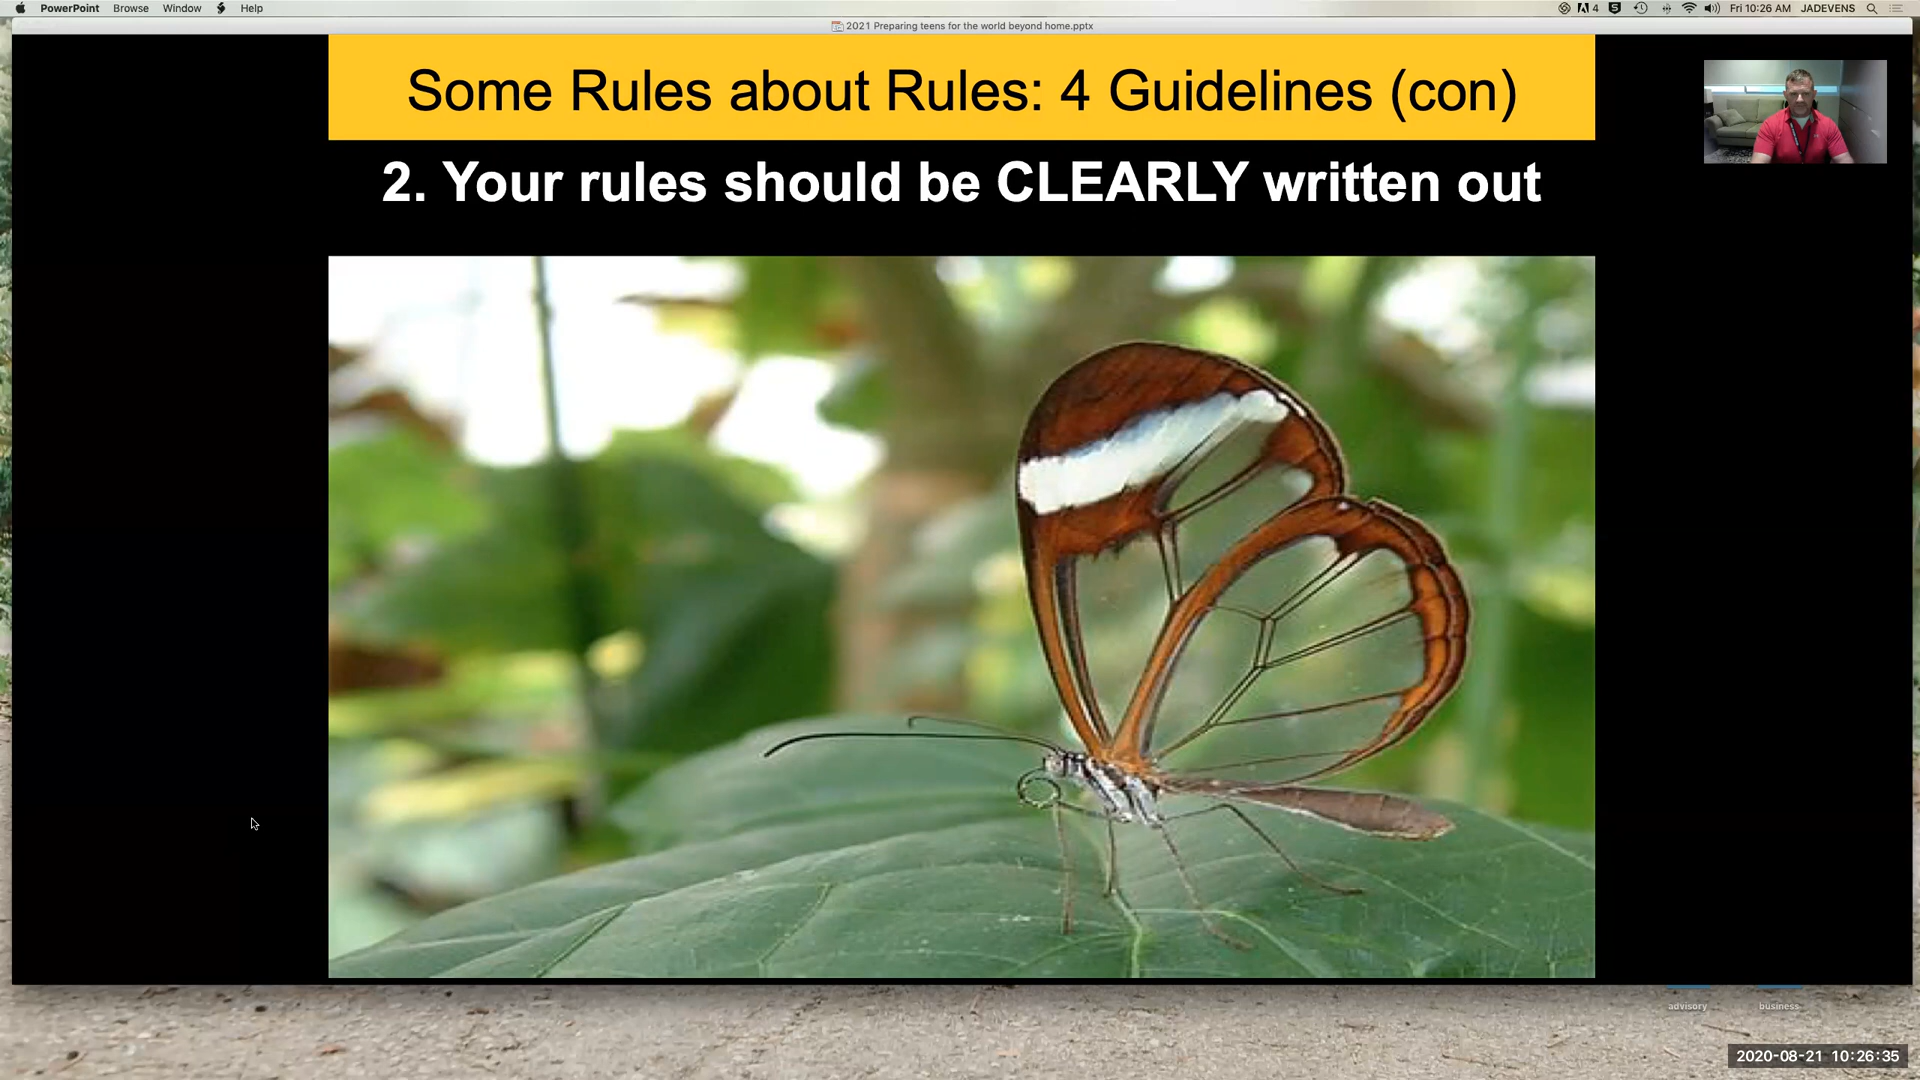 PowerPoint Browse Window Help
4 Fri 10:26 AM JADEVENS
2021 Preparing teens for the world beyond home.pptx
Some Rules about Rules: 4 Guidelines (con)
2. Your rules should be CLEARLY written out
advisory business
2020-08-21 10:26:35